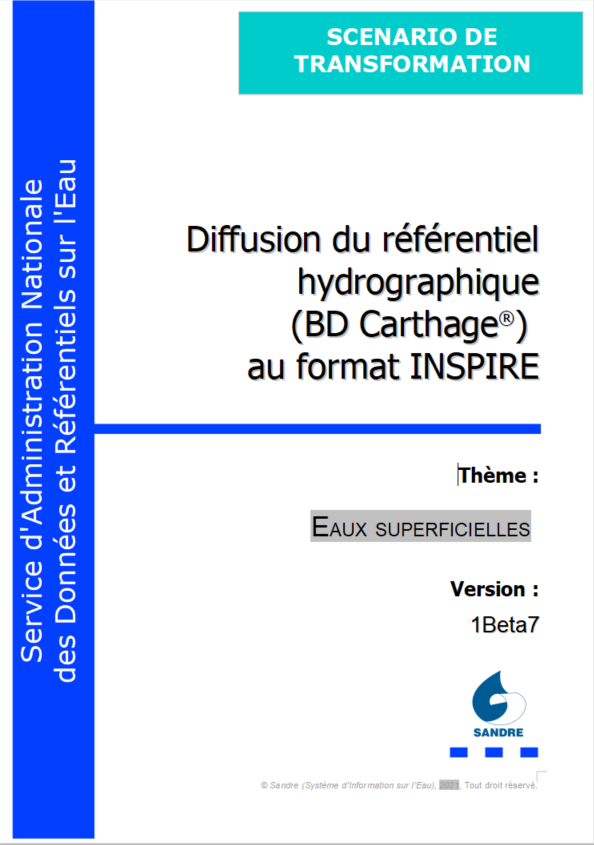 SCENARIO DE
TRANSFORMATION
Service d'Administration Nationale
des Données et Référentiels sur l'Eau
Diffusion du référentiel
hydrographique
(BD Carthage®)
au format INSPIRE
Thème :
EAUX SUPERFICIELLES
Version :
1Beta7
SANDRE
© Sandre (Système d'Information sur l'Eau), 2021. Tout droit réservé.